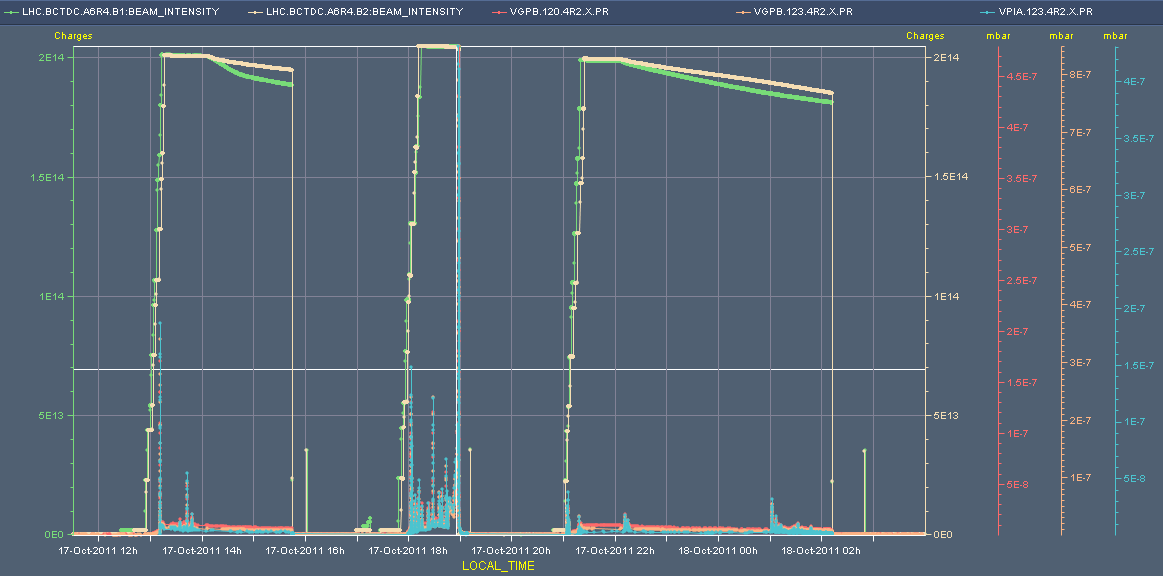 LHC.BCTDC.A6R4.B1:BEAM_INTENSITY LHC.BCTDC.A6R4.B2:BEAM_INTENSITY VGPB.120.4R2.X.PR VGPB.123.4R2.X.PR VPIA.123.4R2.X.PR
Charges Charges mbar mbar mbar
2E14 2E14 4.5E-7 8E-7 4E-7
4E-7 7E-7 3.5E-7
1.5E14 1.5E14 3.5E-7 6E-7 3E-7
3E-7 5E-7 2.5E-7
1E14 1E14 2.5E-7 4E-7 2E-7
2E-7 3E-7 1.5E-7
1.5E-7
5E13 5E13 1E-7 2E-7 1E-7
5E-8 1E-7 5E-8
0E0 0E0
17-Oct-2011 12h 17-Oct-2011 14h 17-Oct-2011 16h 17-Oct-2011 18h 17-Oct-2011 20h 17-Oct-2011 22h 18-Oct-2011 00h 18-Oct-2011 02h
LOCAL_TIME